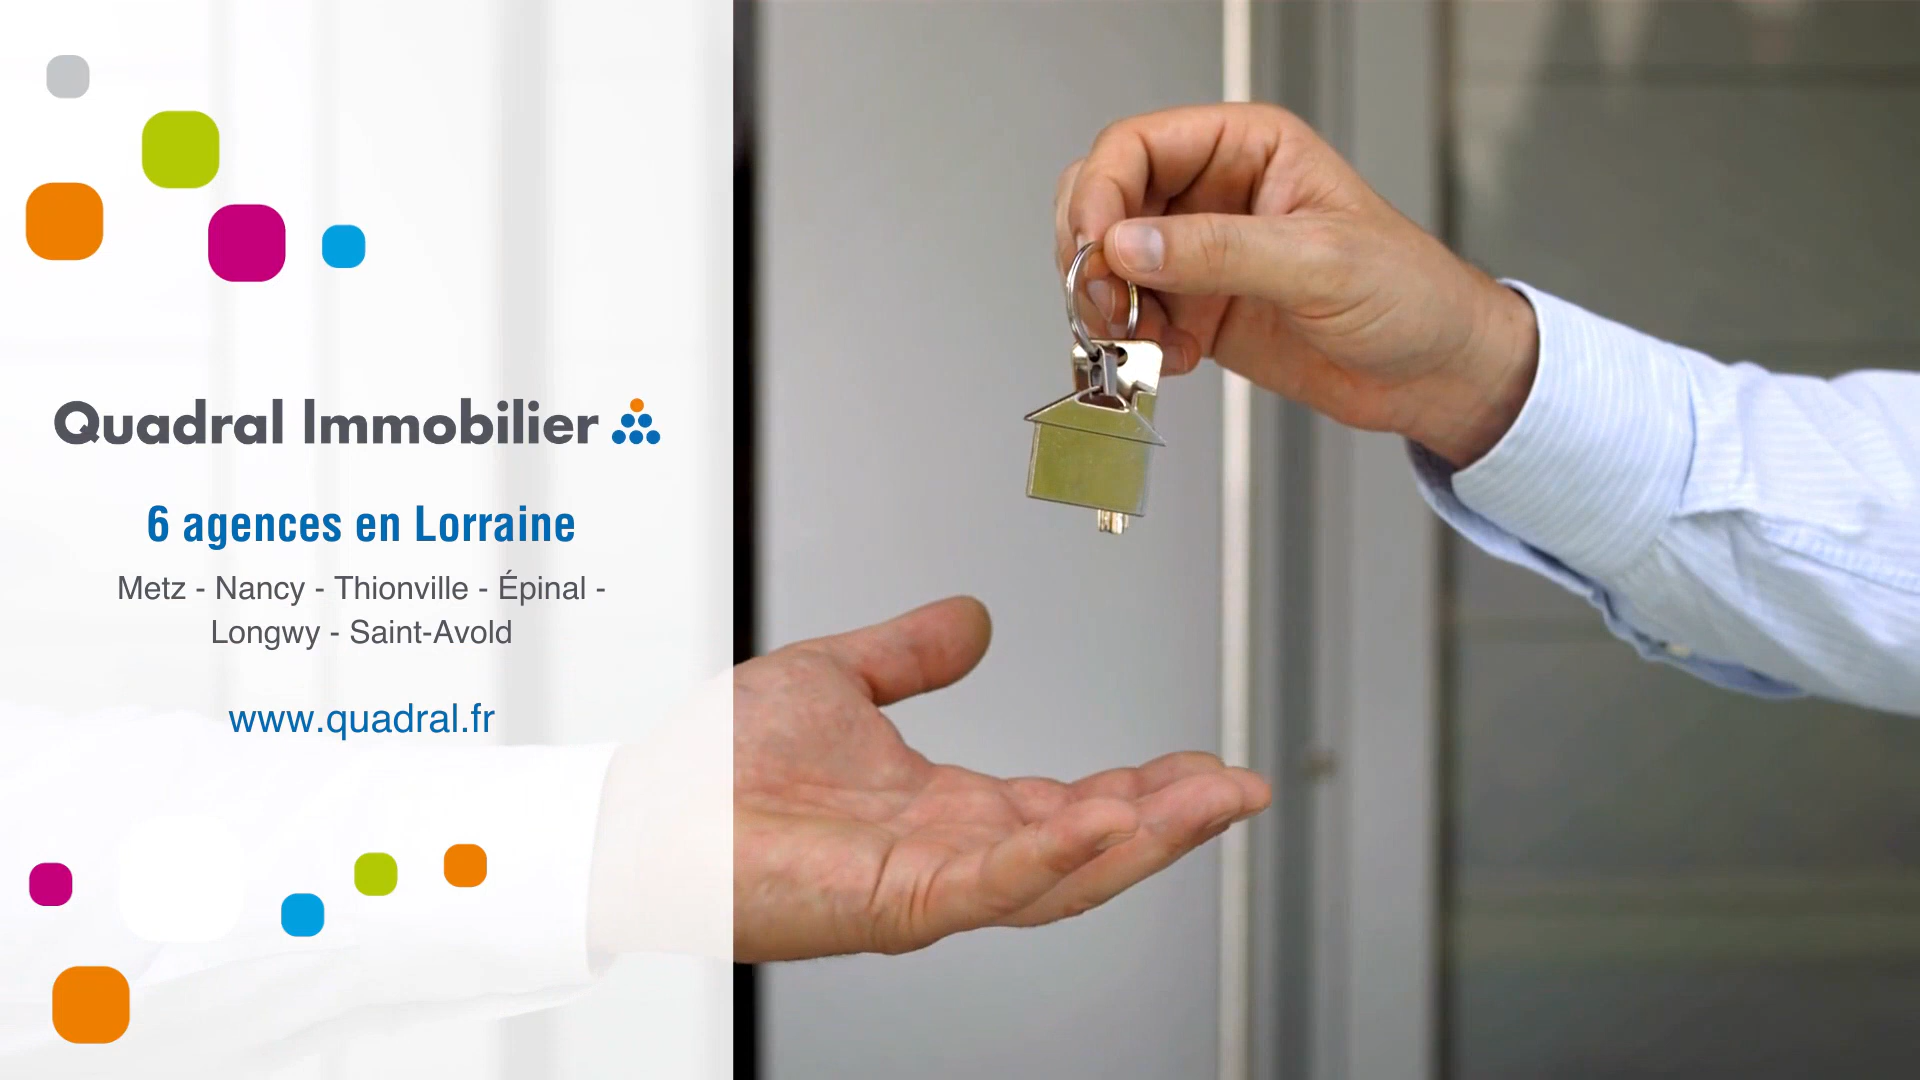 Quadral Immobilier
6 agences en Lorraine
Metz - Nancy - Thionville - Épinal -
Longwy - Saint-Avold
www.quadral.fr